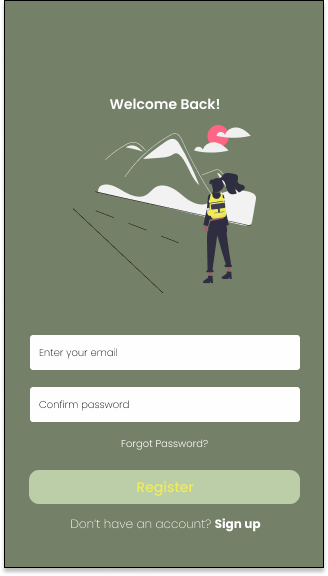 Welcome Back!
Enter your email
Confirm password
Forgot Password?
Register
Don't have an account? Sign up